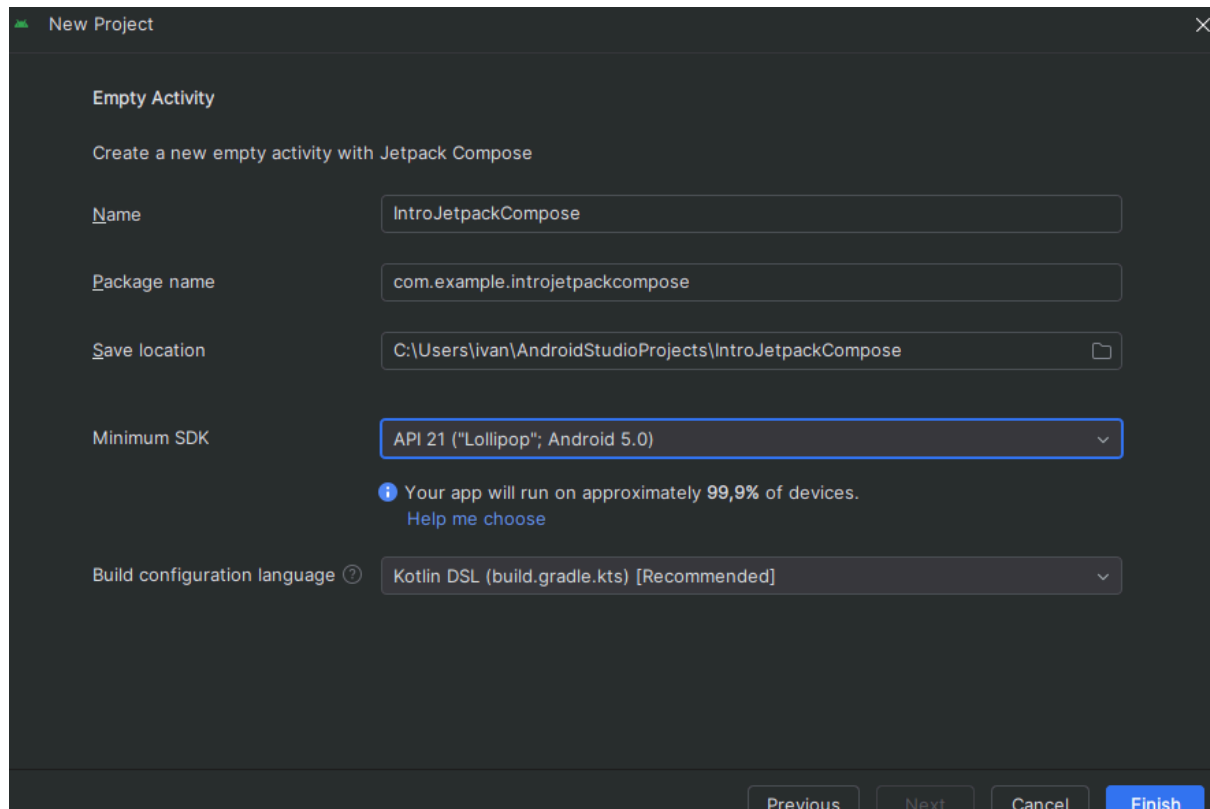 New Project
Empty Activity
Create a new empty activity with Jetpack Compose
Name
IntroJetpackCompose
Package name
com.example.introjetpackcompose
Save location
C:\Users\ivan\AndroidStudioProjects\IntroJetpackCompose
Minimum SDK
API 21 ("Lollipop"; Android 5.0)
Your app will run on approximately 99,9% of devices.
Help me choose
Build configuration language
Kotlin DSL (build.gradle.kts) [Recommended]
Previous
Next
Cancel
Finish